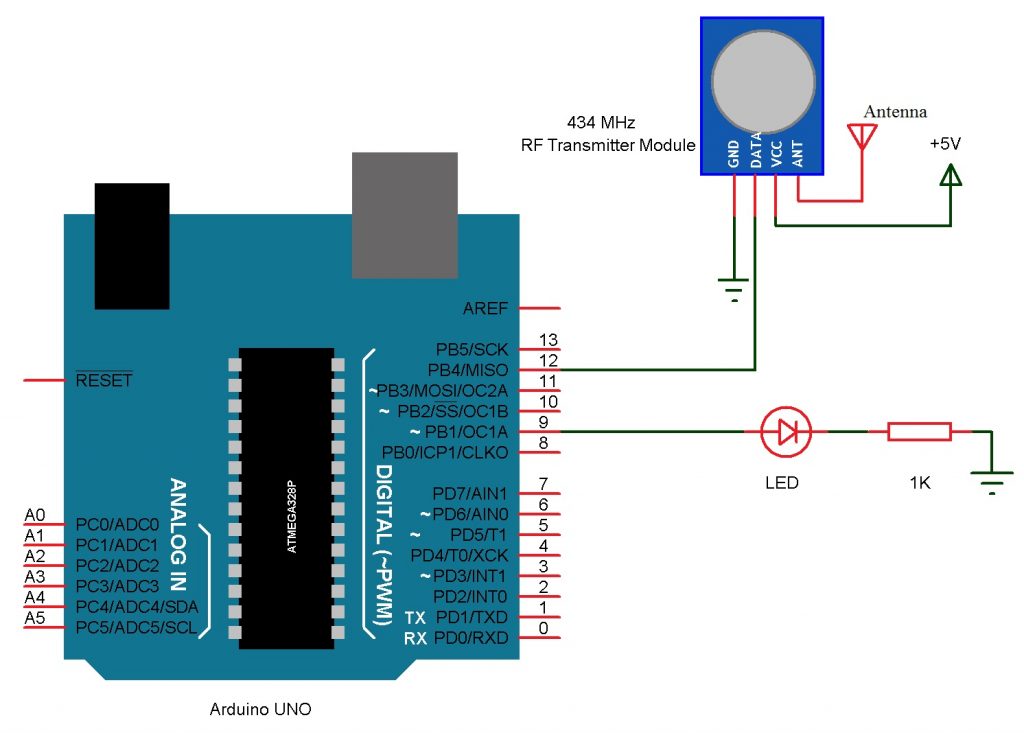 434 MHz
RF Transmitter Module
GND
DATA
VCC
ANT
Antenna
+5V
AREF
RESET
PB5/SCK 13
PB4/MISO 12
~PB3/MOSI/OC2A 11
~ PB2/SS/OC1B 10
~ PB1/OC1A 9
PB0/ICP1/CLKO 8
PD7/AIN1 7
~PD6/AIN0 6
~ PD5/T1 5
PD4/T0/XCK 4
~PD3/INT1 3
PD2/INT0 2
TX PD1/TXD 1
RX PD0/RXD 0
DIGITAL (~PWM)
ATMEGA328P
ANALOG IN
A0 PC0/ADC0
A1 PC1/ADC1
A2 PC2/ADC2
A3 PC3/ADC3
A4 PC4/ADC4/SDA
A5 PC5/ADC5/SCL
LED
1K
Arduino UNO